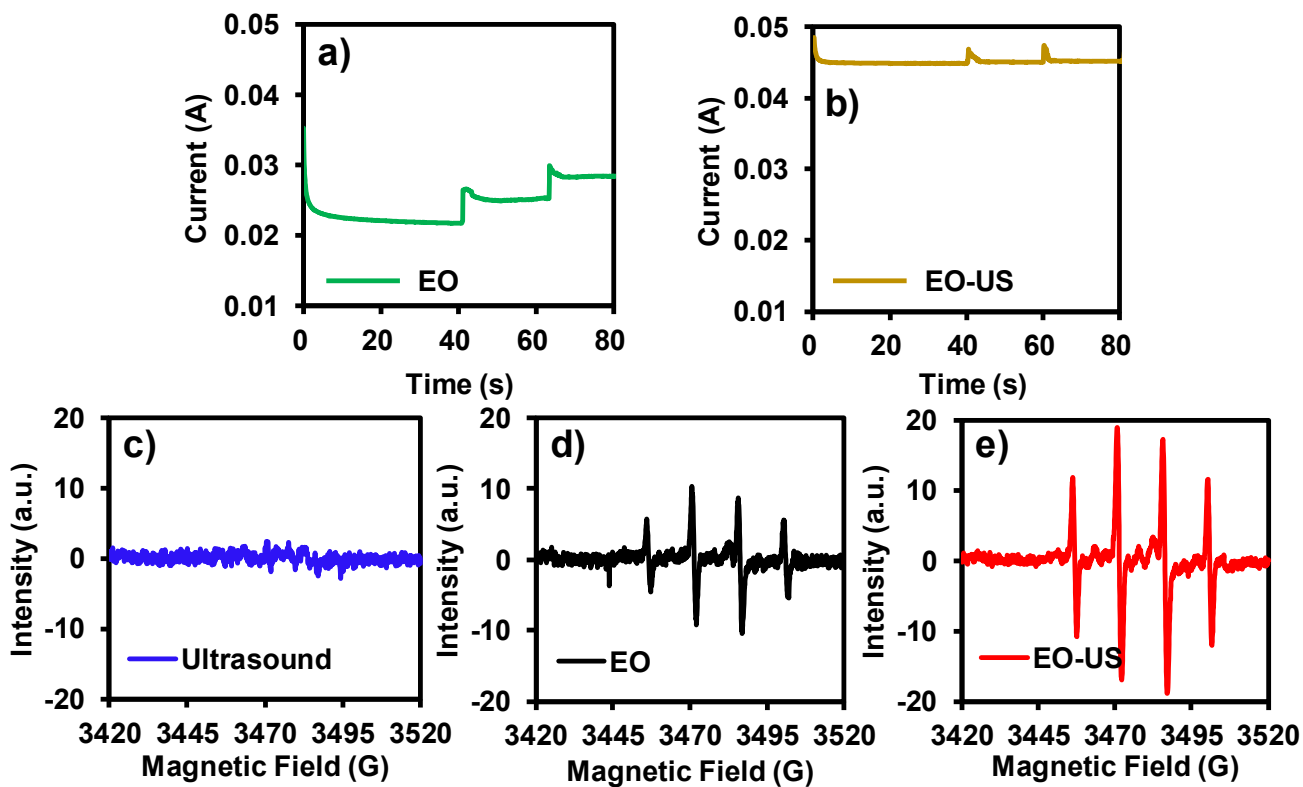 a)
0.05
0.04
0.03
0.02
0.01
Current (A)
EO
0 20 40 60 80
Time (s)
b)
0.05
0.04
0.03
0.02
0.01
Current (A)
EO-US
0 20 40 60 80
Time (s)
c)
20
10
0
-10
-20
Intensity (a.u.)
Ultrasound
3420 3445 3470 3495 3520
Magnetic Field (G)
d)
20
10
0
-10
-20
Intensity (a.u.)
EO
3420 3445 3470 3495 3520
Magnetic Field (G)
e)
20
10
0
-10
-20
Intensity (a.u.)
EO-US
3420 3445 3470 3495 3520
Magnetic Field (G)